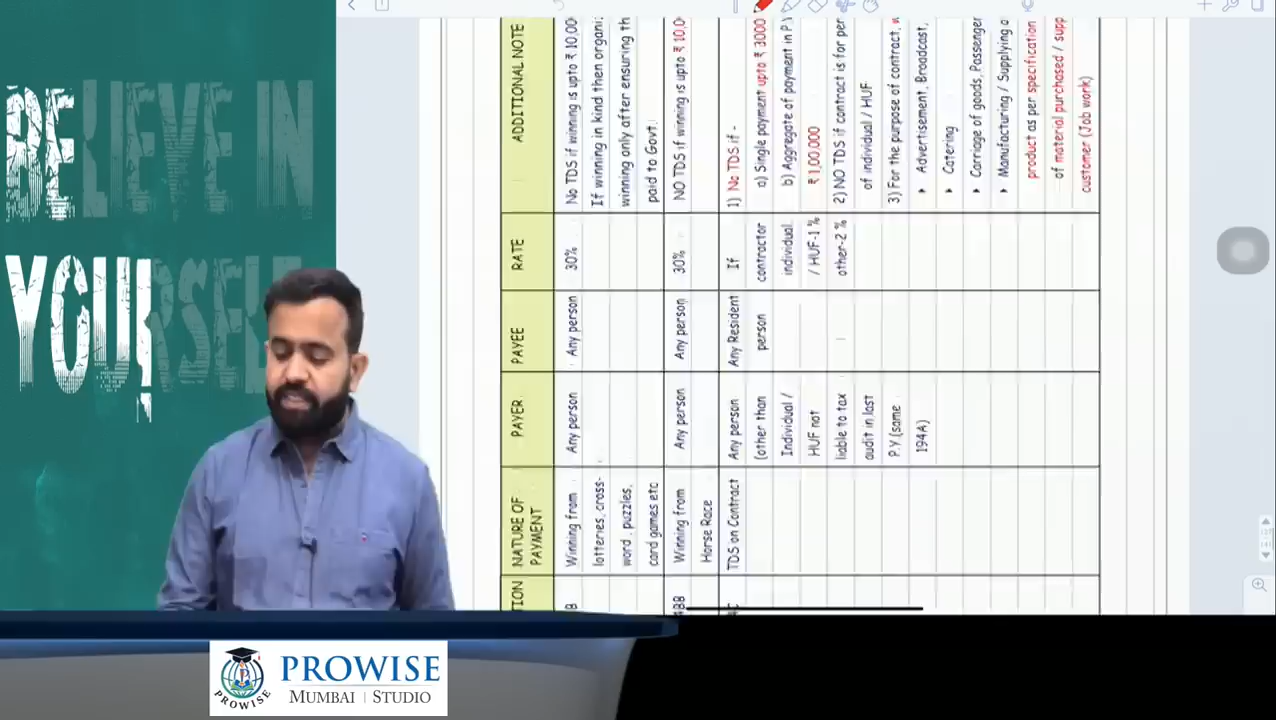 BELIEVE IN
YOURSELF
PROWISE
PROWISE
MUMBAI | STUDIO
NATURE OF
PAYMENT
PAYER
PAYEE
RATE
ADDITIONAL NOTE
Winning from
lotteries, cross-
word, puzzles,
card games etc
Any person
Any person
30%
No TDS if winning is upto ₹ 10,00
If winning in kind then organi
winning only after ensuring th
paid to Govt.
Winning from
Horse Race
Any person
Any person
30%
NO TDS if winning is upto ₹ 10,0
TDS on Contract
Any person
(other than
Individual /
HUF not
liable to tax
audit in last
P.Y.(same
194A)
Any Resident
person
If
contractor
individual
/ HUF-1 %
other-2 %
1) No TDS if -
a) Single payment upto ₹ 3000
b) Aggregate of payment in P.Y
₹ 1,00,000
2) NO TDS if contract is for per
of individual / HUF
3) For the purpose of contract, w
▸ Advertisement, Broadcast,
▸ Catering
▸ Carriage of goods, Passenger
▸ Manufacturing / Supplying a
product as per specification
of material purchased / supp
customer (Job work)